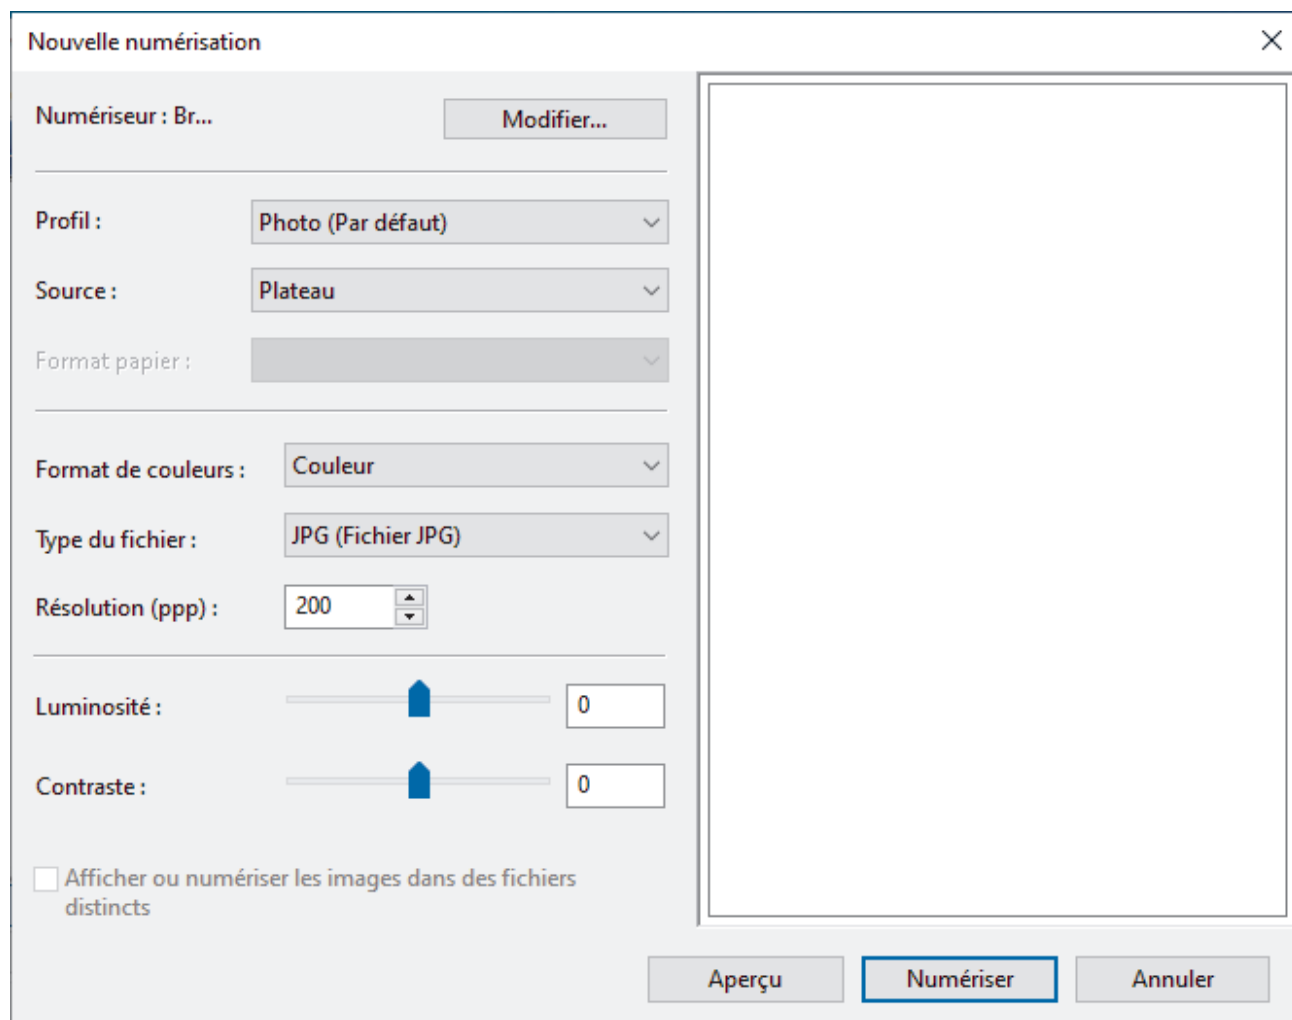 Nouvelle numérisation
Numériseur : Br...
Modifier...
Profil :
Photo (Par défaut)
Source :
Plateau
Format papier :
Format de couleurs :
Couleur
Type du fichier :
JPG (Fichier JPG)
Résolution (ppp) :
200
Luminosité :
0
Contraste :
0
Afficher ou numériser les images dans des fichiers
distincts
Aperçu
Numériser
Annuler